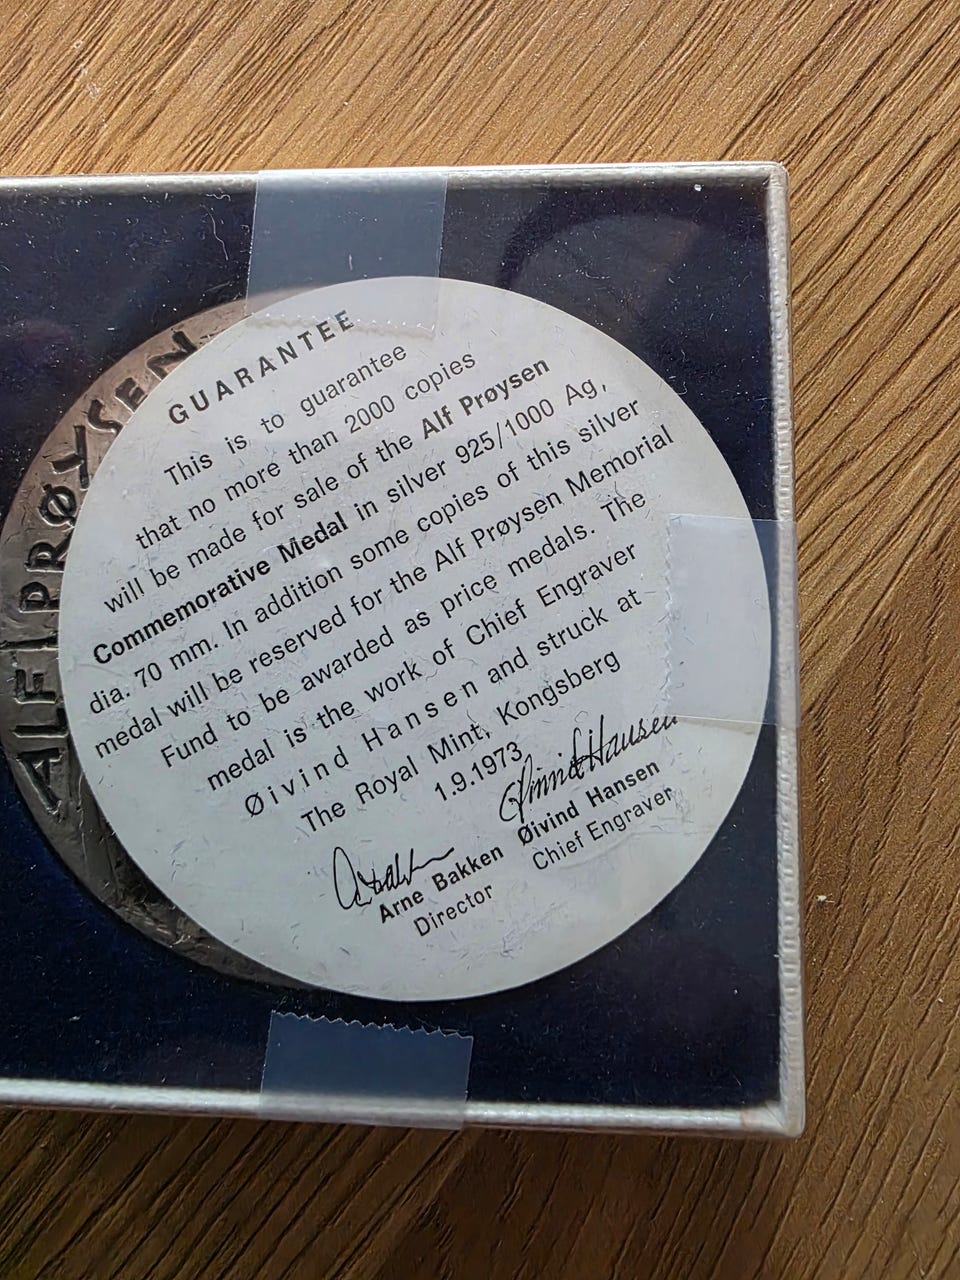 ALF PRØYSEN
GUARANTEE
This is to guarantee
that no more than 2000 copies
will be made for sale of the Alf Prøysen
Commemorative Medal in silver 925/1000 Ag,
dia. 70 mm. In addition some copies of this silver
medal will be reserved for the Alf Prøysen Memorial
Fund to be awarded as price medals. The
medal is the work of Chief Engraver
Øivind Hansen and struck at
The Royal Mint, Kongsberg
1.9.1973
Øivind Hansen
Arne Bakken Øivind Hansen
Director Chief Engraver